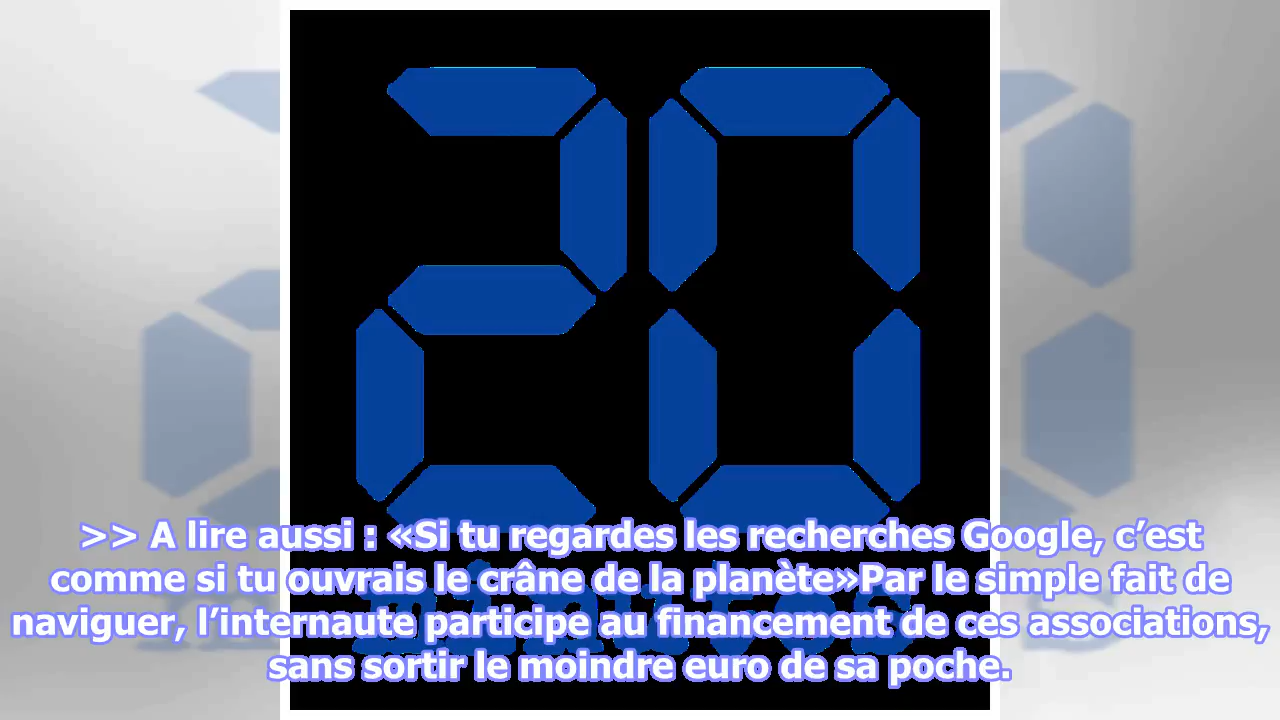 20
minutes
>> A lire aussi : «Si tu regardes les recherches Google, c’est
comme si tu ouvrais le crâne de la planète»Par le simple fait de
naviguer, l’internaute participe au financement de ces associations,
sans sortir le moindre euro de sa poche.